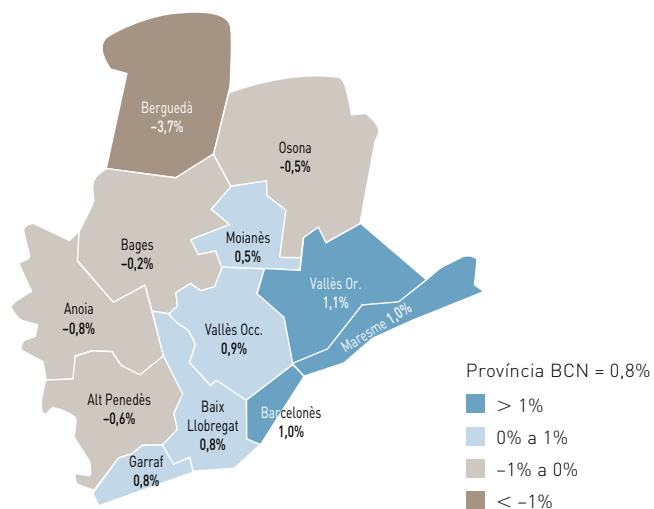 Berguedà
–3,7%
Osona
-0,5%
Bages
–0,2%
Moianès
0,5%
Vallès Or.
1,1%
Anoia
–0,8%
Vallès Occ.
0,9%
Maresme 1,0%
Alt Penedès
–0,6%
Baix
Llobregat
0,8%
Barcelonès
1,0%
Garraf
0,8%
Província BCN = 0,8%
> 1%
0% a 1%
–1% a 0%
< –1%